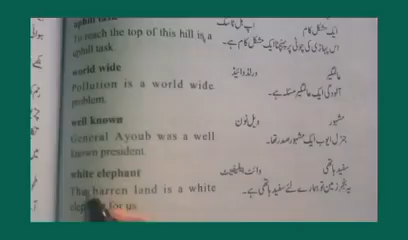 uphill task اپ ہل ٹاسک ایک مشکل کام
To reach the top of this hill is a اس پہاڑی کی چوٹی پر پہنچنا ایک مشکل کام ہے۔
uphill task.
world wide ورلڈ وائیڈ عالمگیر
Pollution is a world wide آلودگی ایک عالمگیر مسئلہ ہے۔
problem.
well known ویل نون مشہور
General Ayoub was a well جنرل ایوب ایک مشہور صدر تھا۔
known president.
white elephant وائٹ ایلیفینٹ سفید ہاتھی
The barren land is a white یہ بنجر زمین تو ہمارے لئے سفید ہاتھی ہے۔
elephant for us